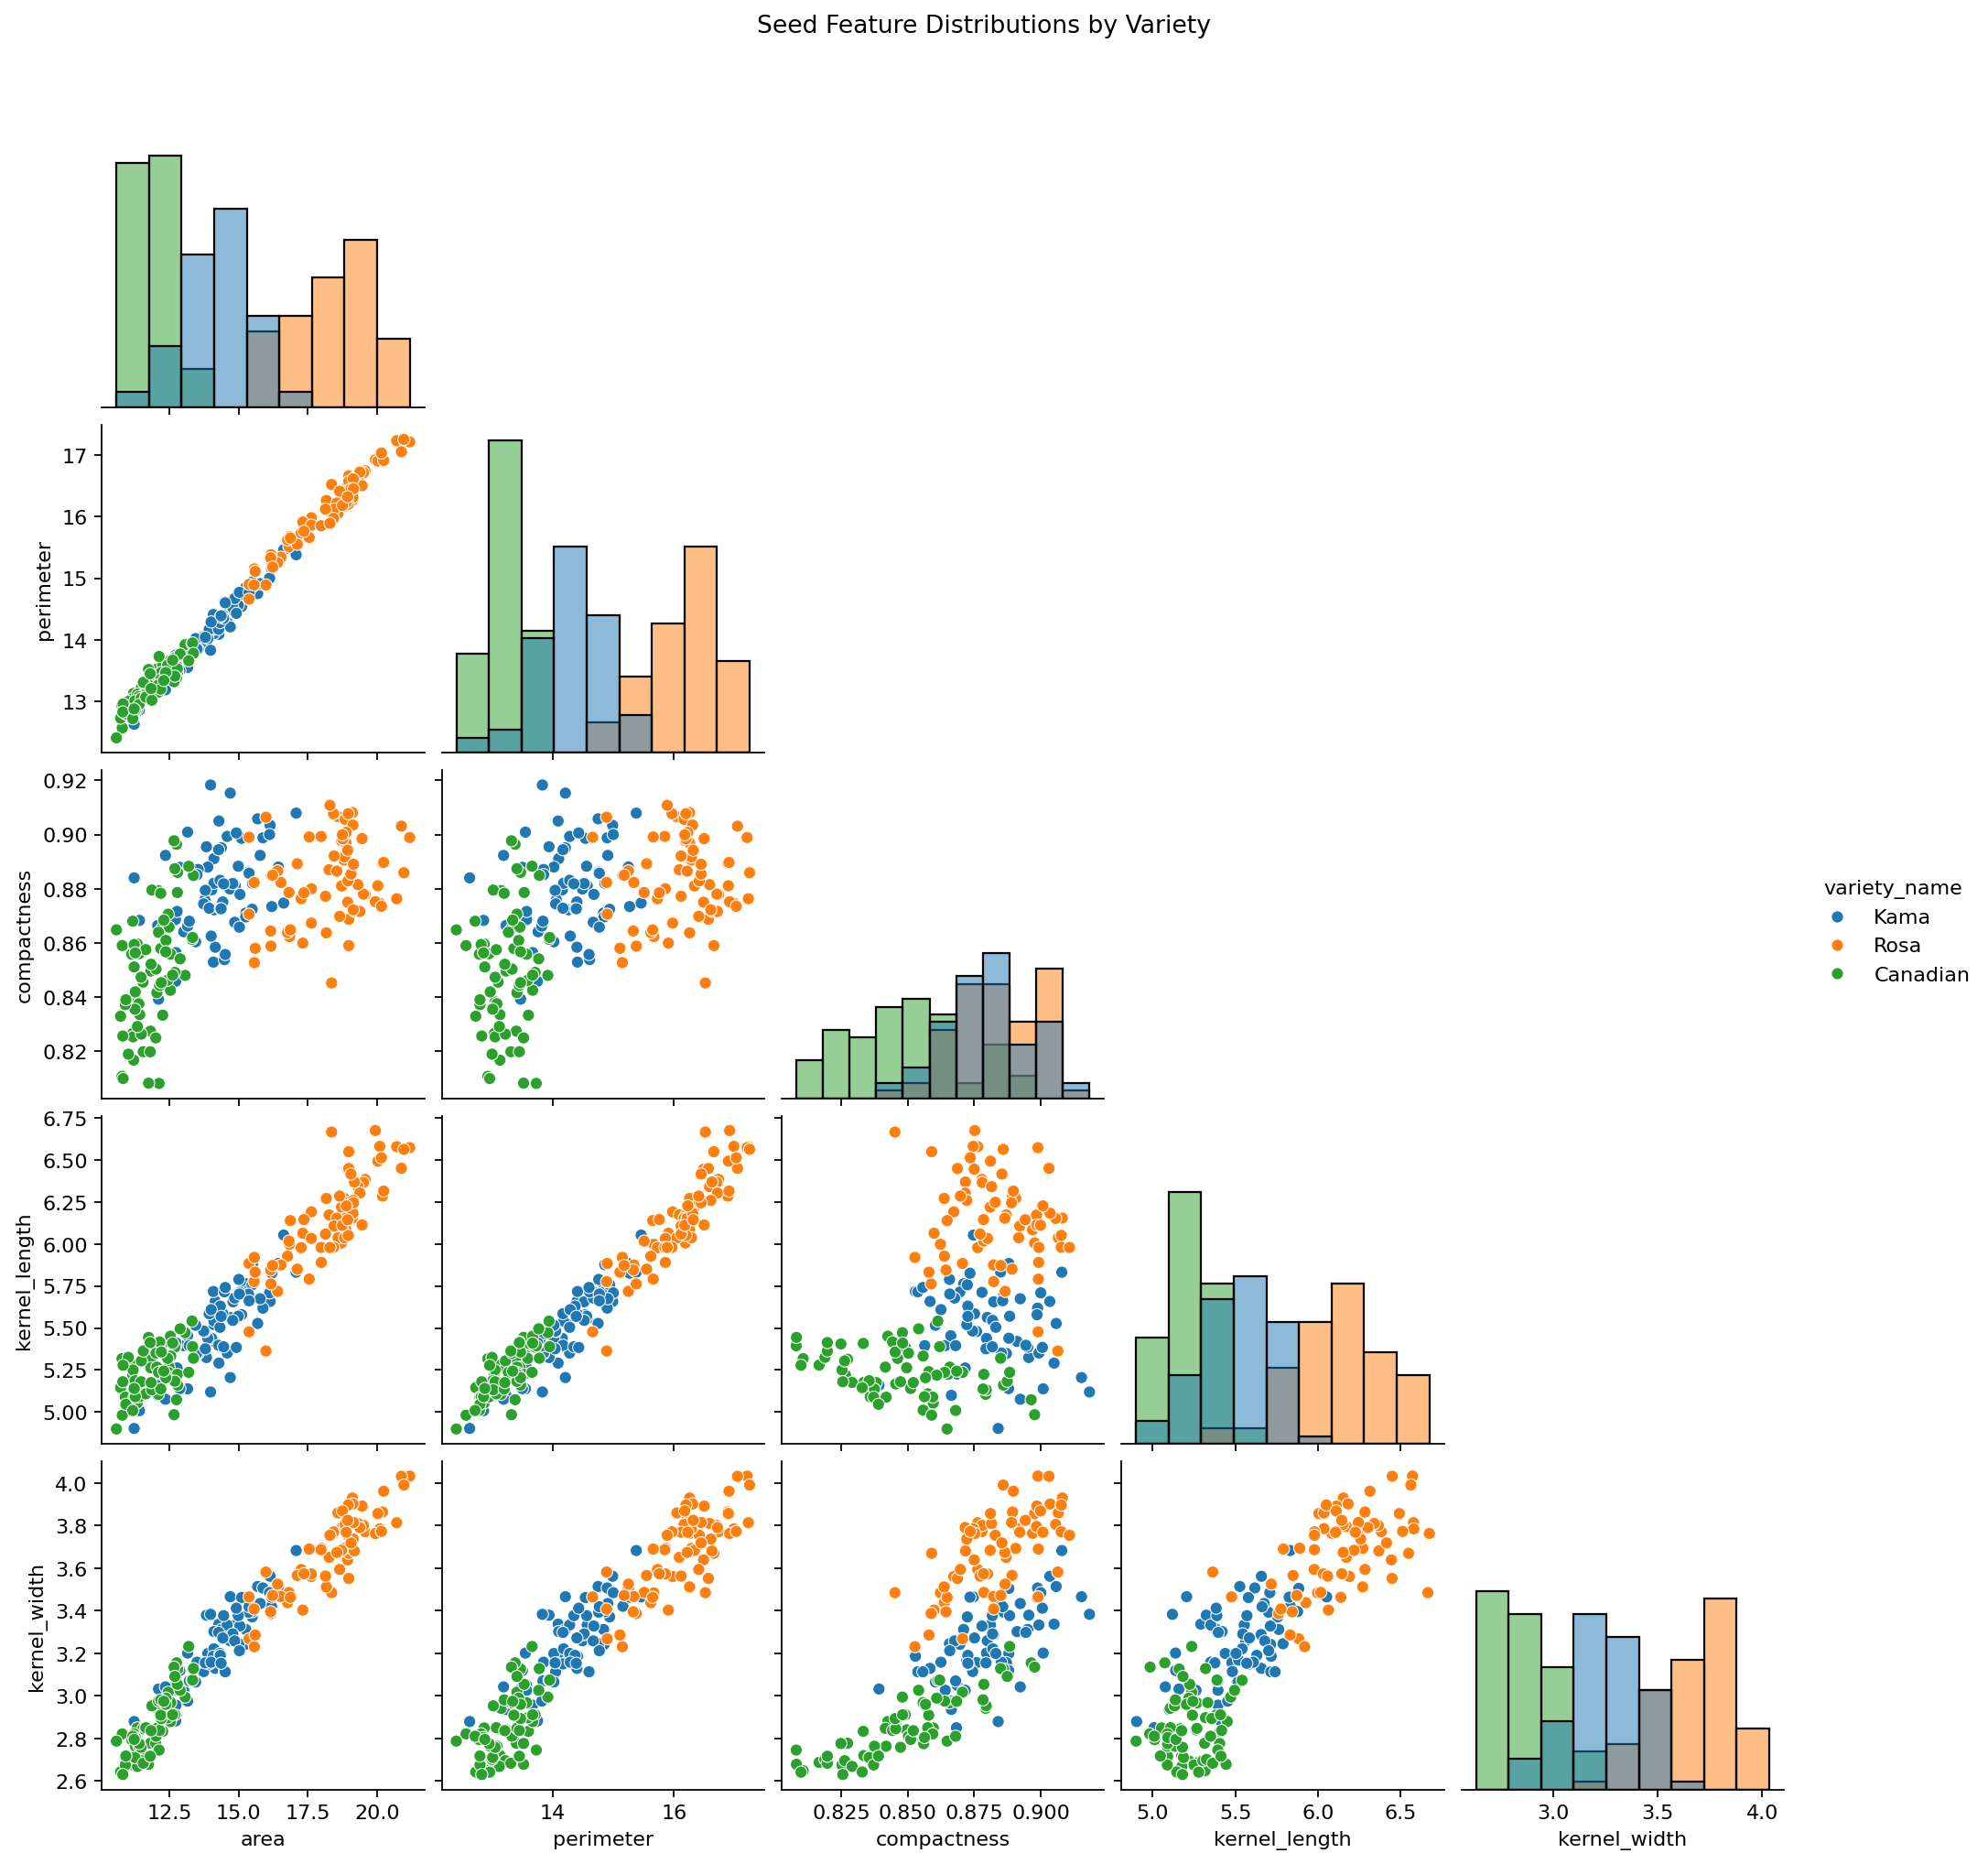 Seed Feature Distributions by Variety
17
16
15
14
13
perimeter
0.92
0.90
0.88
0.86
0.84
0.82
compactness
variety_name
Kama
Rosa
Canadian
6.75
6.50
6.25
6.00
5.75
5.50
5.25
5.00
kernel_length
4.0
3.8
3.6
3.4
3.2
3.0
2.8
2.6
kernel_width
12.5 15.0 17.5 20.0
14 16
0.825 0.850 0.875 0.900
5.0 5.5 6.0 6.5
3.0 3.5 4.0
area
perimeter
compactness
kernel_length
kernel_width